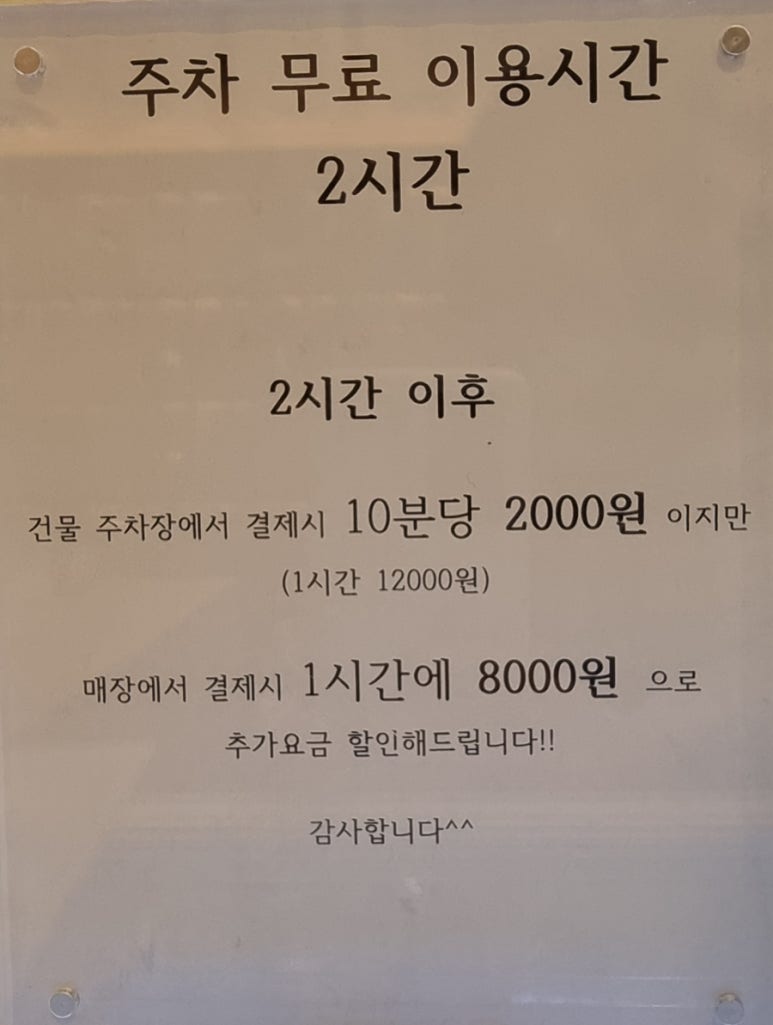 주차 무료 이용시간
2시간
2시간 이후
건물 주차장에서 결제시 10분당 2000원 이지만
(1시간 12000원)
매장에서 결제시 1시간에 8000원 으로
추가요금 할인해드립니다!!
감사합니다^^